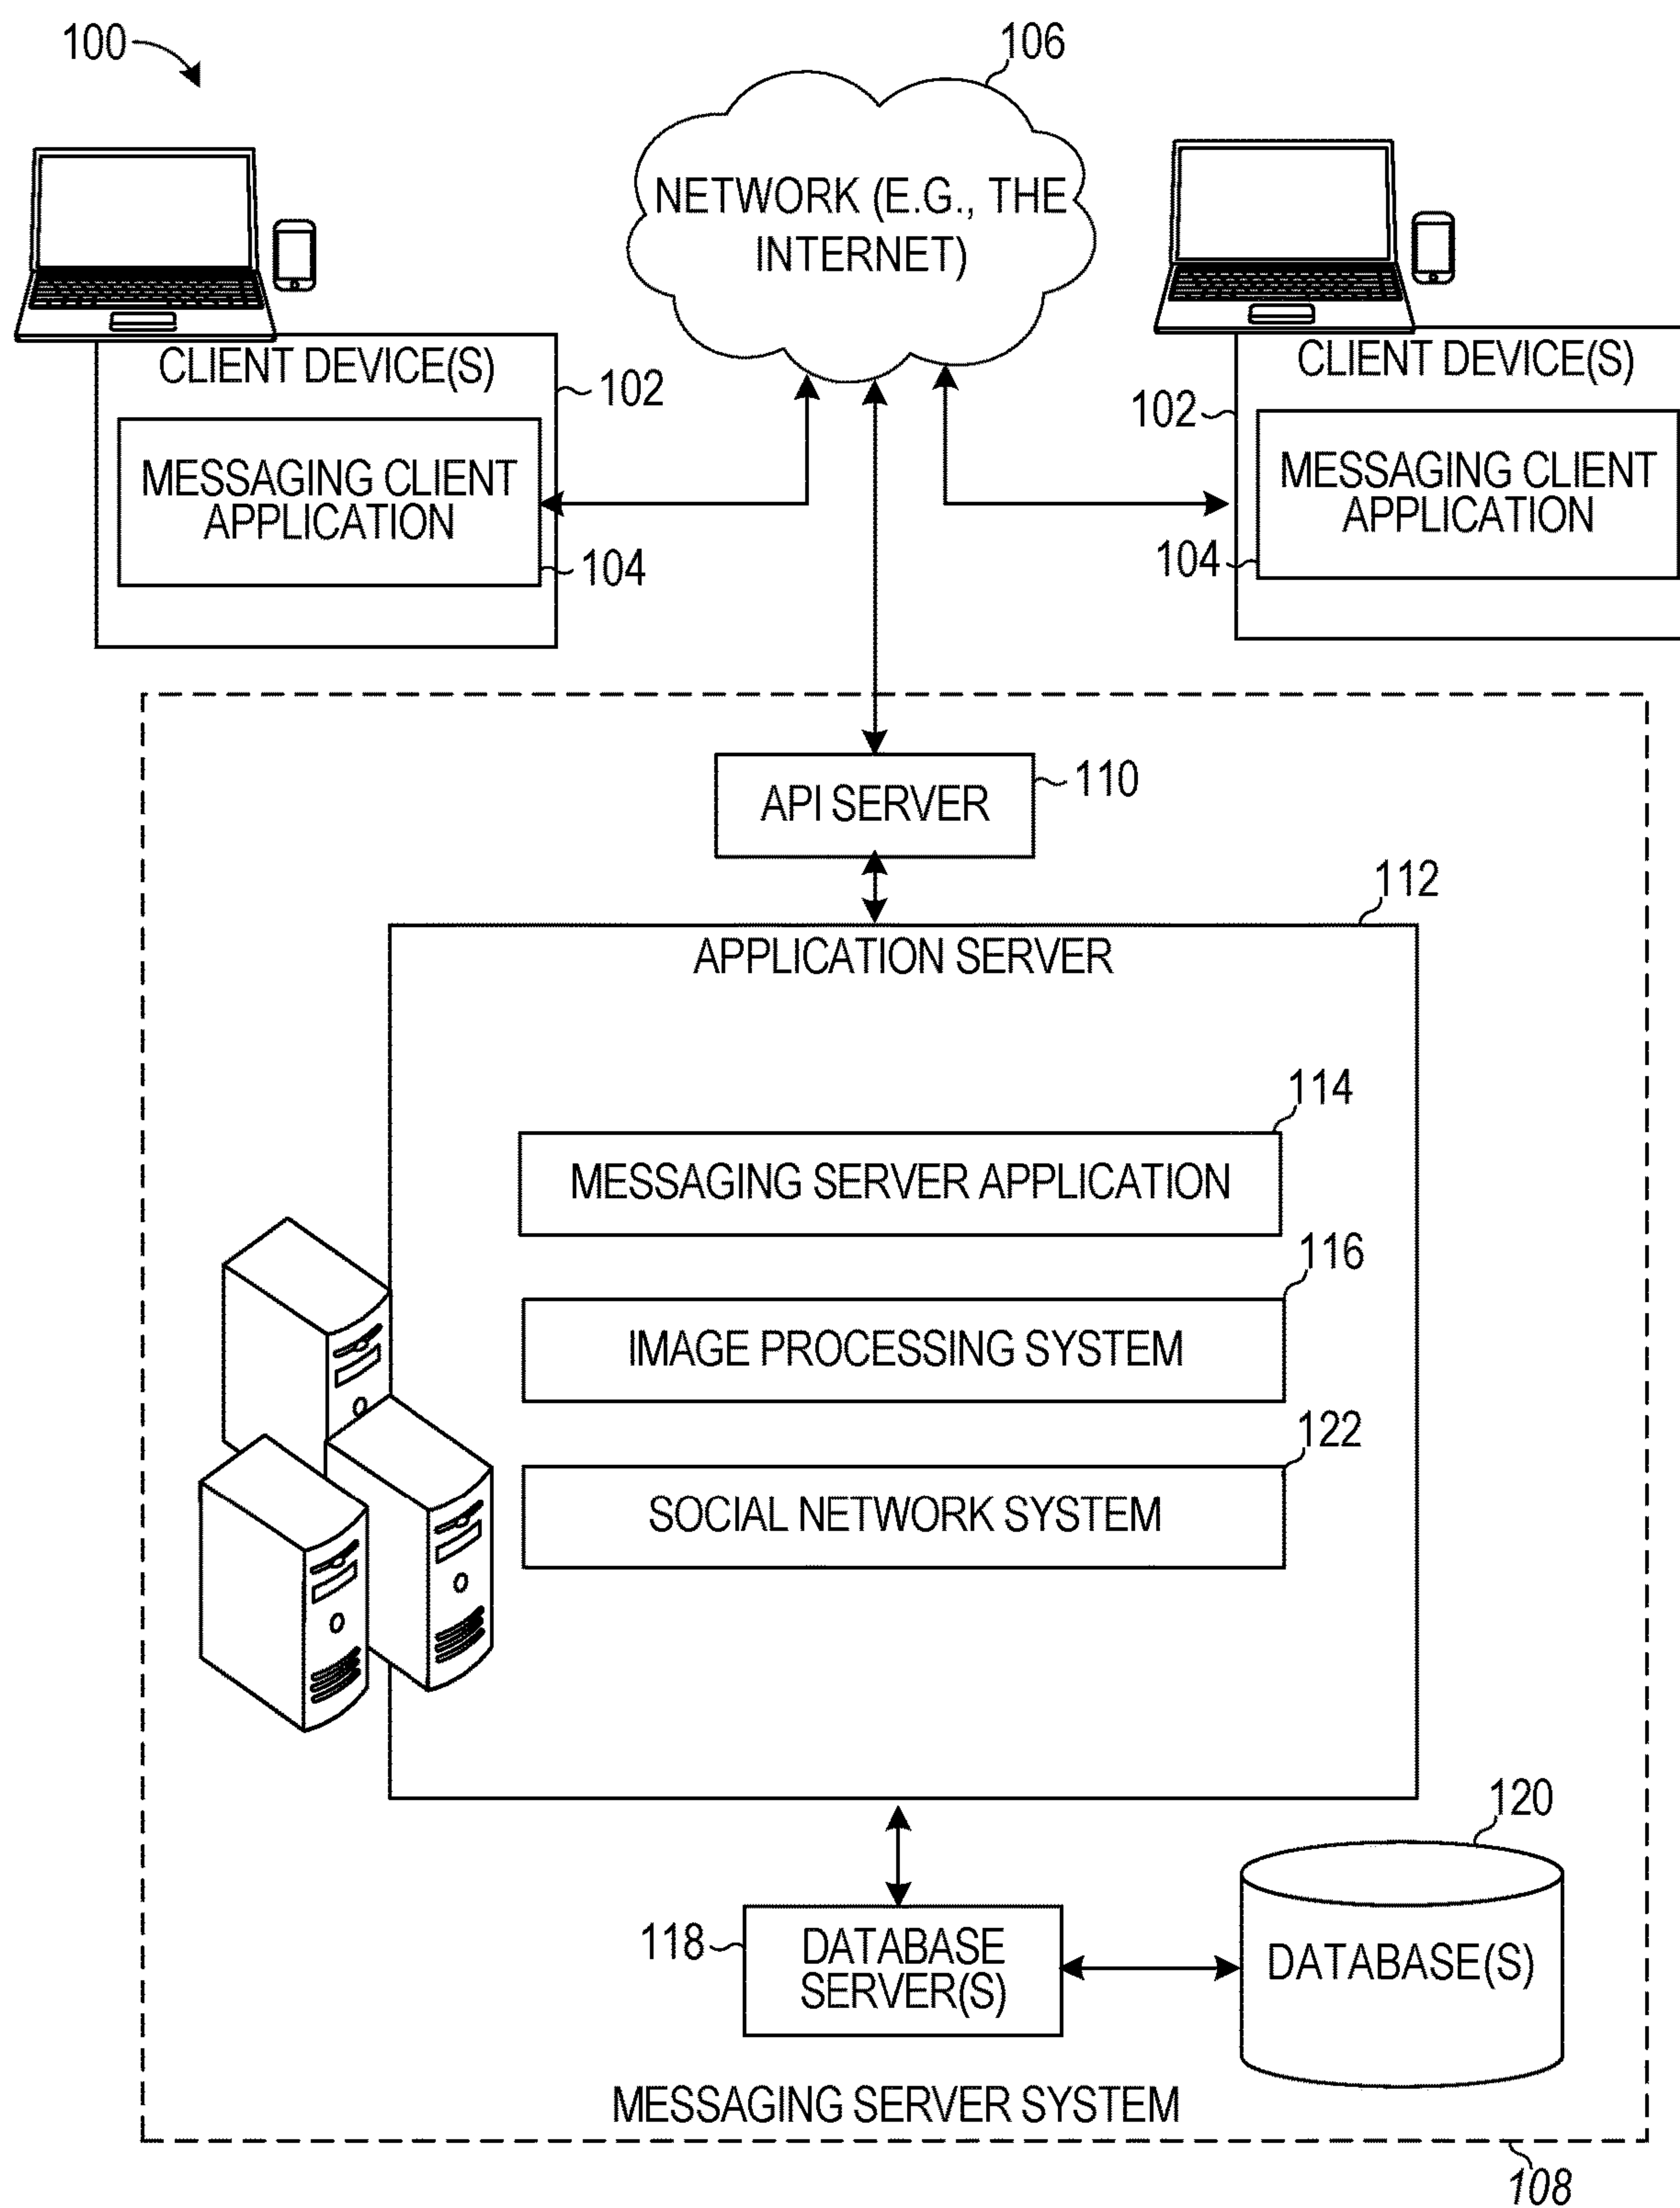 100
106
NETWORK (E.G., THE
INTERNET)
CLIENT DEVICE(S)
102
MESSAGING CLIENT
APPLICATION
104
CLIENT DEVICE(S)
102
MESSAGING CLIENT
APPLICATION
104
API SERVER
110
112
APPLICATION SERVER
114
MESSAGING SERVER APPLICATION
116
IMAGE PROCESSING SYSTEM
122
SOCIAL NETWORK SYSTEM
120
118
DATABASE
SERVER(S)
DATABASE(S)
MESSAGING SERVER SYSTEM
108